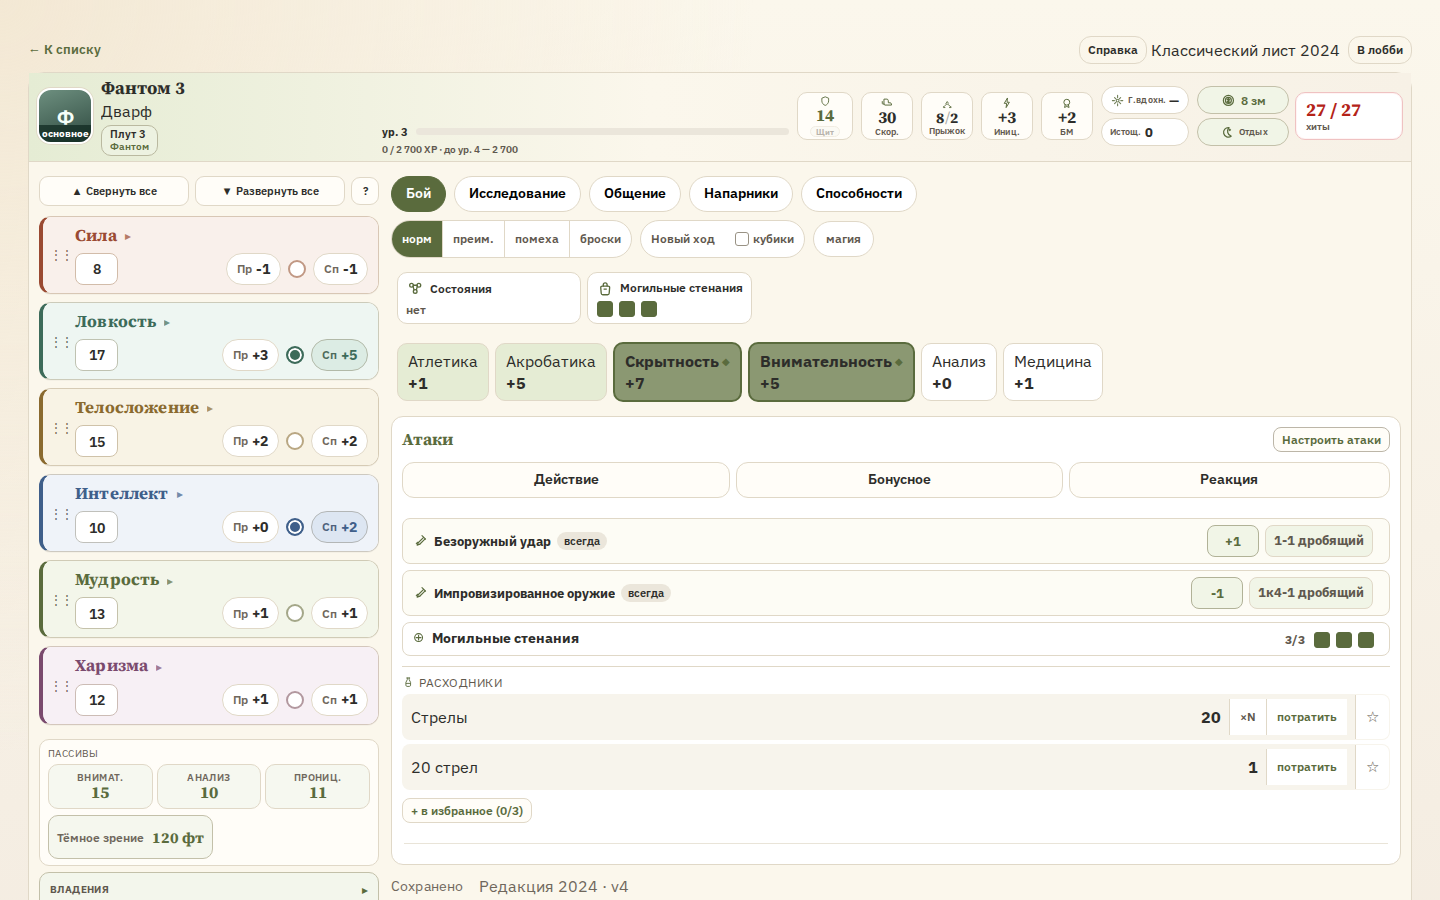 ← К списку
Справка Классический лист 2024 В лобби
Ф
основное
Фантом 3
Дварф
Плут 3
Фантом
ур. 3
0 / 2 700 XP · до ур. 4 — 2 700
14
Щит
30
Скор.
8/2
Прыжок
+3
Иниц.
+2
БМ
Г.вдохн. —
Истощ. 0
8 зм
Отдых
27 / 27
хиты
▲ Свернуть все
▼ Развернуть все
?
Сила ▸
8 Пр -1 Сп -1
Ловкость ▸
17 Пр +3 Сп +5
Телосложение ▸
15 Пр +2 Сп +2
Интеллект ▸
10 Пр +0 Сп +2
Мудрость ▸
13 Пр +1 Сп +1
Харизма ▸
12 Пр +1 Сп +1
ПАССИВЫ
ВНИМАТ.
15
АНАЛИЗ
10
ПРОНИЦ.
11
Тёмное зрение 120 фт
ВЛАДЕНИЯ ▸
Бой Исследование Общение Напарники Способности
норм преим. помеха броски Новый ход кубики магия
Состояния
нет
Могильные стенания
Атлетика
+1
Акробатика
+5
Скрытность ◆
+7
Внимательность ◆
+5
Анализ
+0
Медицина
+1
Атаки Настроить атаки
Действие Бонусное Реакция
Безоружный удар всегда +1 1-1 дробящий
Импровизированное оружие всегда -1 1к4-1 дробящий
Могильные стенания 3/3
РАСХОДНИКИ
Стрелы 20 ×N потратить ☆
20 стрел 1 потратить ☆
+ в избранное (0/3)
Сохранено Редакция 2024 · v4